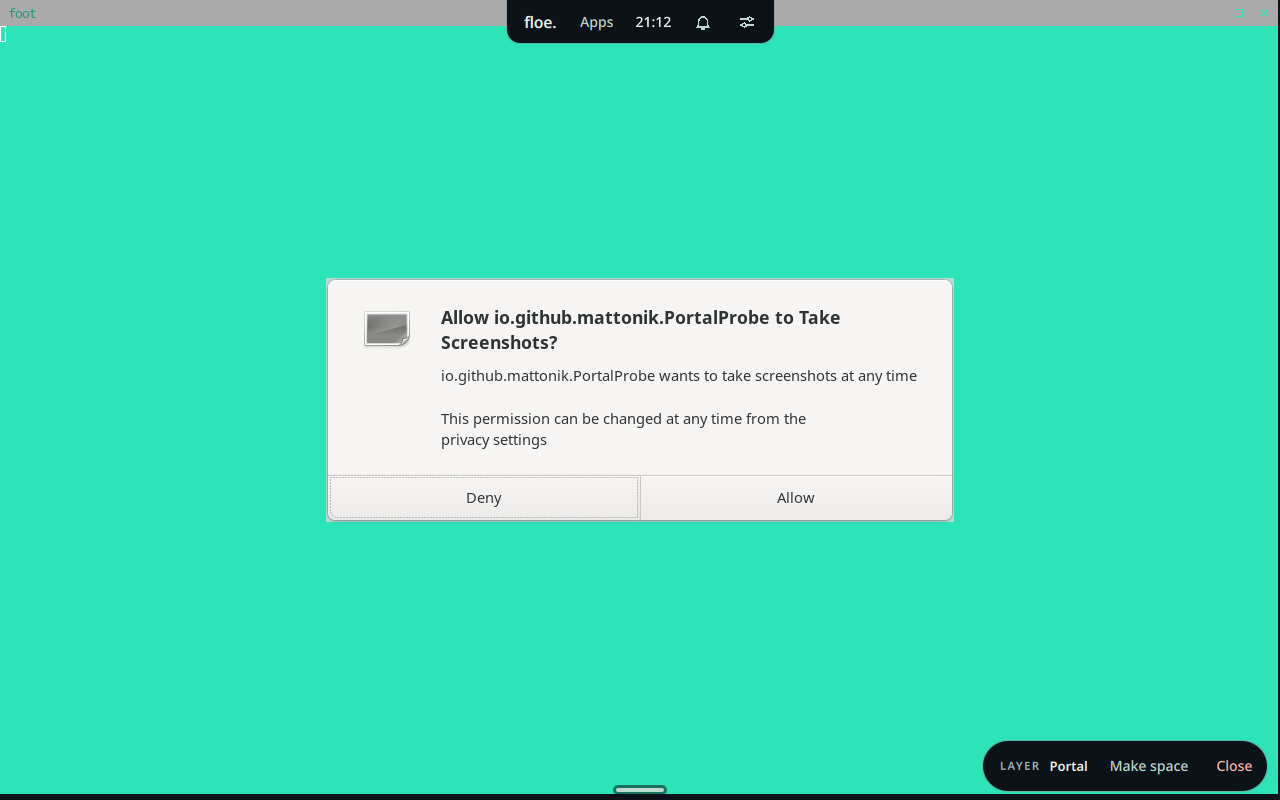 foot
floe. Apps 21:12
Allow io.github.mattonik.PortalProbe to Take
Screenshots?
io.github.mattonik.PortalProbe wants to take screenshots at any time
This permission can be changed at any time from the
privacy settings
Deny Allow
LAYER Portal Make space Close